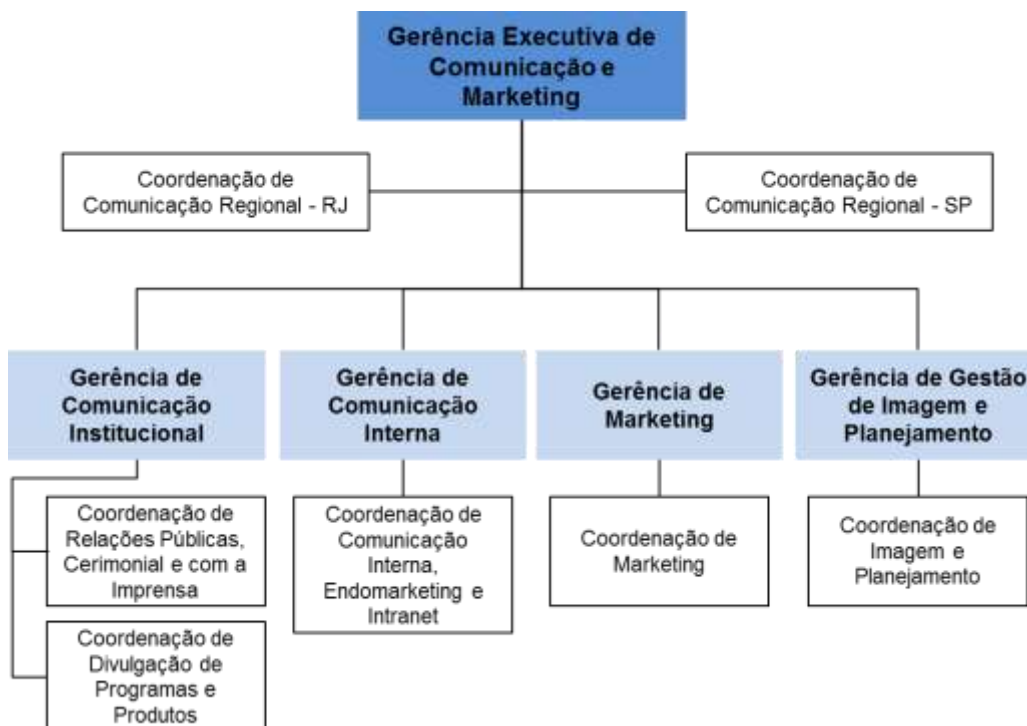 Gerência Executiva de
Comunicação e
Marketing
Coordenação de
Comunicação Regional - RJ
Coordenação de
Comunicação Regional - SP
Gerência de
Comunicação
Institucional
Gerência de
Comunicação
Interna
Gerência de
Marketing
Gerência de Gestão
de Imagem e
Planejamento
Coordenação de
Relações Públicas,
Cerimonial e com a
Imprensa
Coordenação de
Comunicação
Interna,
Endomarketing e
Intranet
Coordenação de
Marketing
Coordenação de
Imagem e
Planejamento
Coordenação de
Divulgação de
Programas e
Produtos